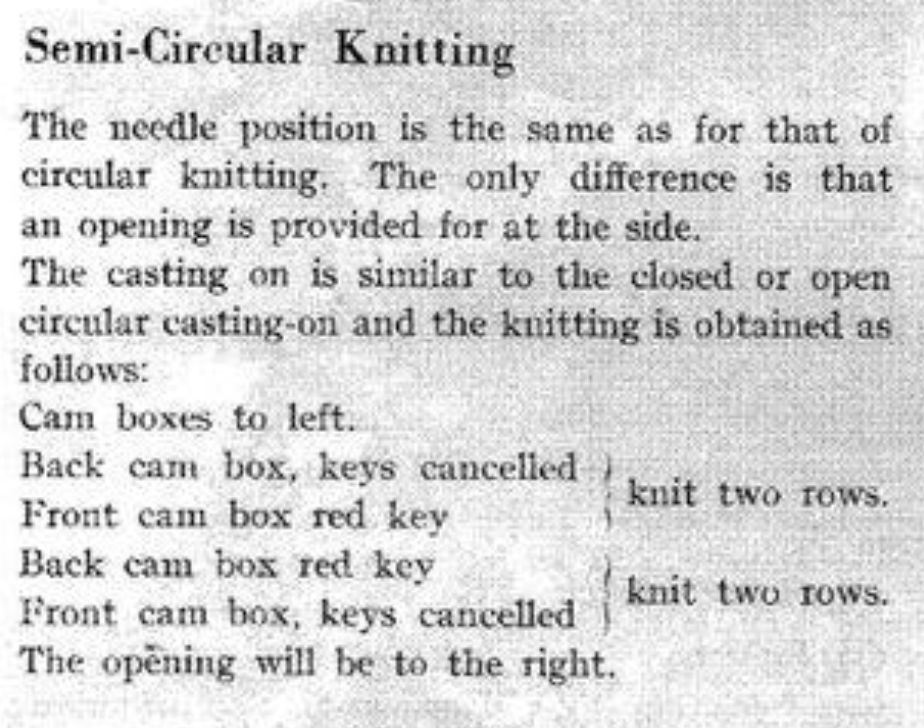 Semi-Circular Knitting
The needle position is the same as for that of
circular knitting. The only difference is that
an opening is provided for at the side.
The casting on is similar to the closed or open
circular casting-on and the knitting is obtained as
follows:
Cam boxes to left.
Back cam box, keys cancelled
Front cam box red key } knit two rows.
Back cam box red key
Front cam box, keys cancelled } knit two rows.
The opening will be to the right.